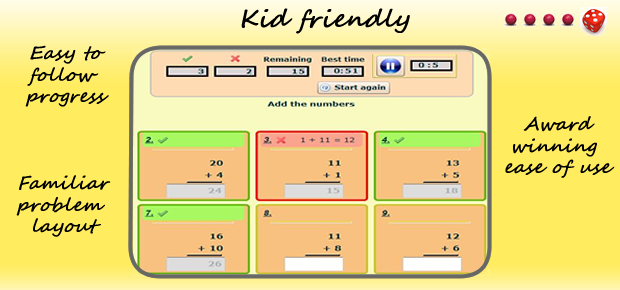 Kid friendly
Easy to
follow
progress
Familiar
problem
layout
Award
winning
ease of use
Remaining Best time
3 2 15 0:51 0:5
Start again
Add the numbers
2. 3. 1 + 11 = 12 4.
20 11 13
+ 4 + 1 + 5
24 15 18
7. 8. 9.
16 11 12
+ 10 + 8 + 6
26